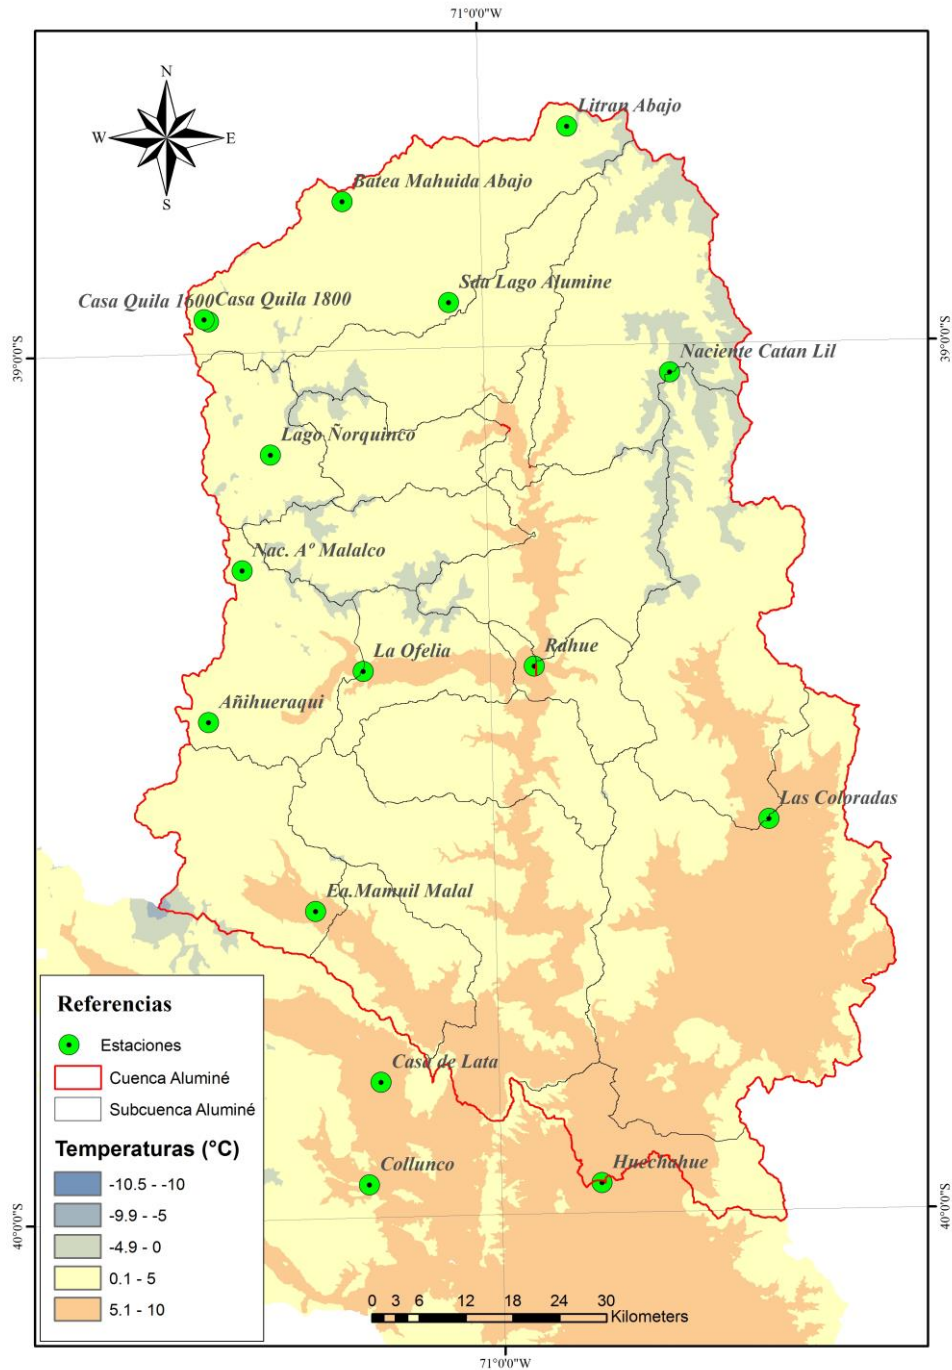 71°0'0"W
N
W E
S
Litran Abajo
Batea Mahuida Abajo
Sda Lago Alumine
Casa Quila 1600 Casa Quila 1800
39°0'0"S
39°0'0"S
Naciente Catan Lil
Lago Ñorquinco
Nac. Aº Malalco
La Ofelia
Rahue
Añihueraqui
Las Coloradas
Ea.Mamuil Malal
Casa de Lata
Collunco
Huechahue
40°0'0"S
40°0'0"S
Referencias
Estaciones
Cuenca Aluminé
Subcuenca Aluminé
Temperaturas (°C)
-10.5 - -10
-9.9 - -5
-4.9 - 0
0.1 - 5
5.1 - 10
0 3 6 12 18 24 30
Kilometers
71°0'0"W